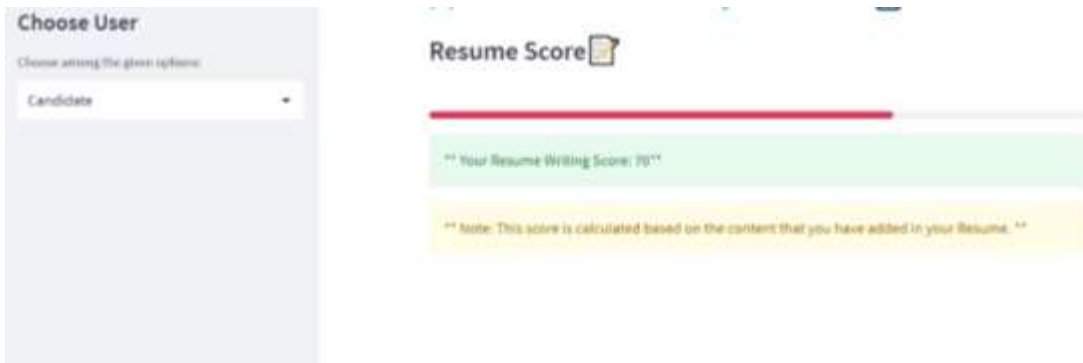 Choose User
Choose among the given options:
Candidate
Resume Score
** Your Resume Writing Score: 70**
** Note: This score is calculated based on the content that you have added in your Resume. **